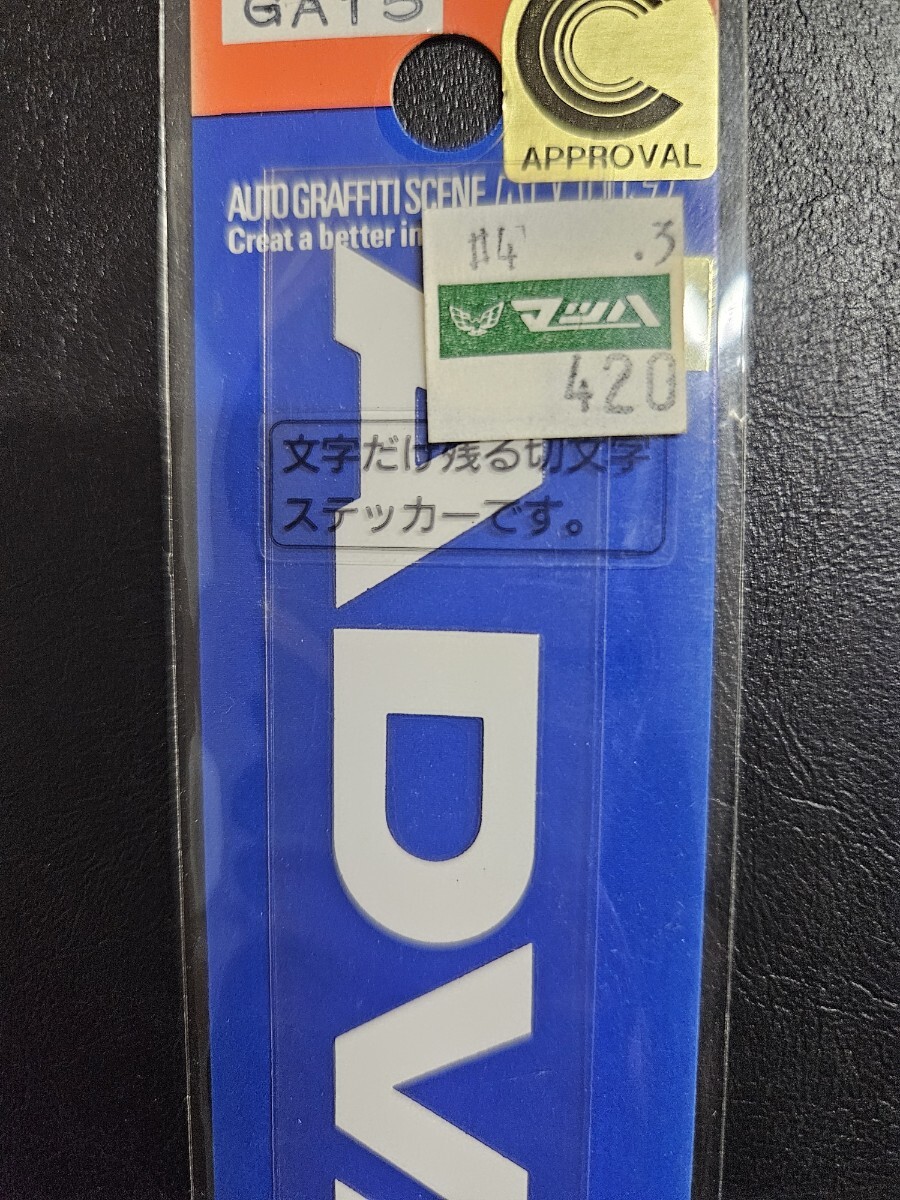 GA15
APPROVAL
AUTO GRAFFITI SCENE
Creat a better in
#4 .3
マッハ
420
文字だけ残る切文字
ステッカーです。
ADV